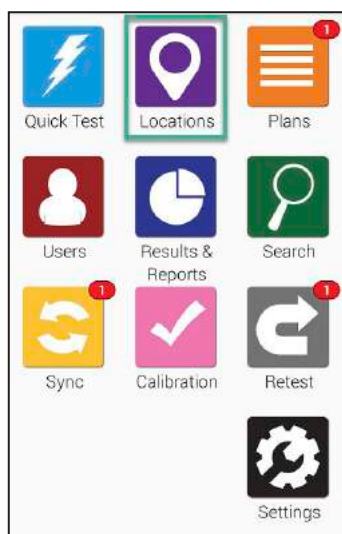 1
Quick Test
Locations
Plans
Users
Results &
Reports
Search
1
1
Sync
Calibration
Retest
Settings